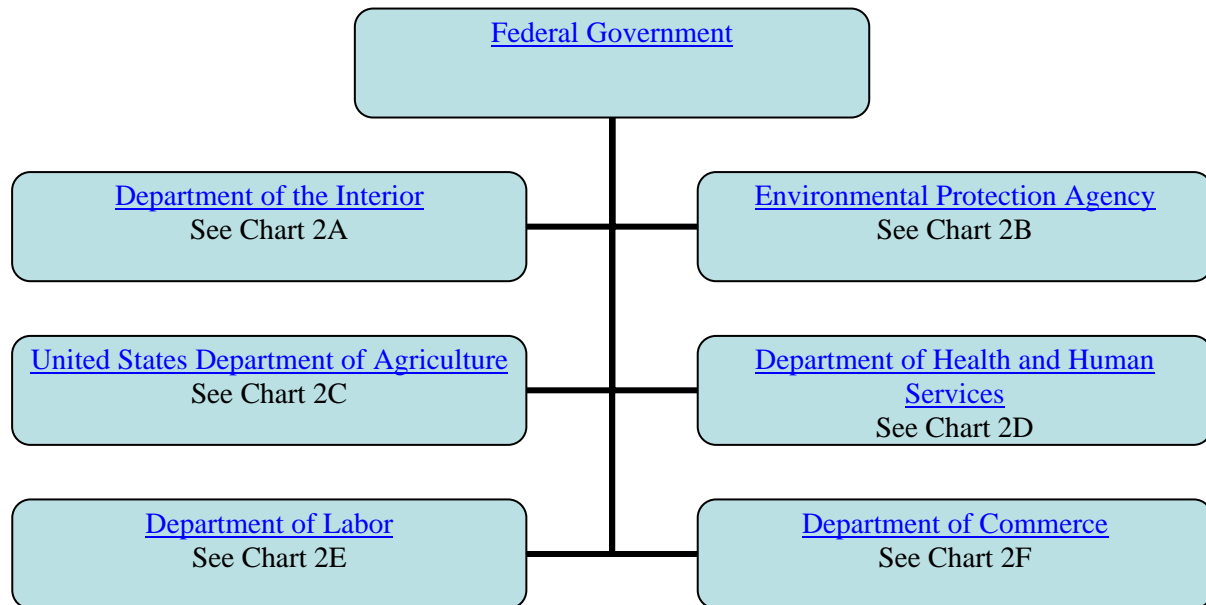 Federal Government
Department of the Interior
See Chart 2A
Environmental Protection Agency
See Chart 2B
United States Department of Agriculture
See Chart 2C
Department of Health and Human
Services
See Chart 2D
Department of Labor
See Chart 2E
Department of Commerce
See Chart 2F